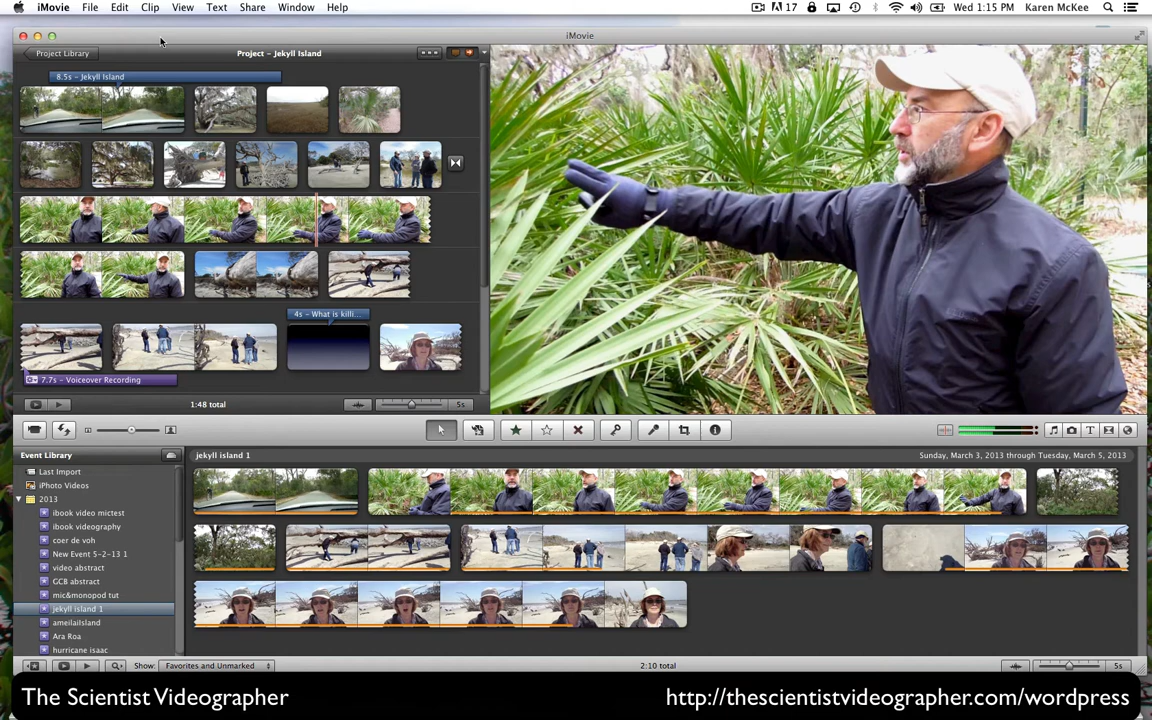 iMovie File Edit Clip View Text Share Window Help
17 Wed 1:15 PM Karen McKee
iMovie
Project Library Project – Jekyll Island
8.5s – Jekyll Island
4s – What is killi...
7.7s – Voiceover Recording
1:48 total 5s
Event Library
jekyll island 1 Sunday, March 3, 2013 through Tuesday, March 5, 2013
Last Import
iPhoto Videos
2013
ibook video mictest
ibook videography
coer de voh
New Event 5-2-13 1
video abstract
GCB abstract
mic&monopod tut
jekyll island 1
ameilaisland
Ara Roa
hurricane isaac
Show: Favorites and Unmarked 2:10 total 5s
The Scientist Videographer http://thescientistvideographer.com/wordpress